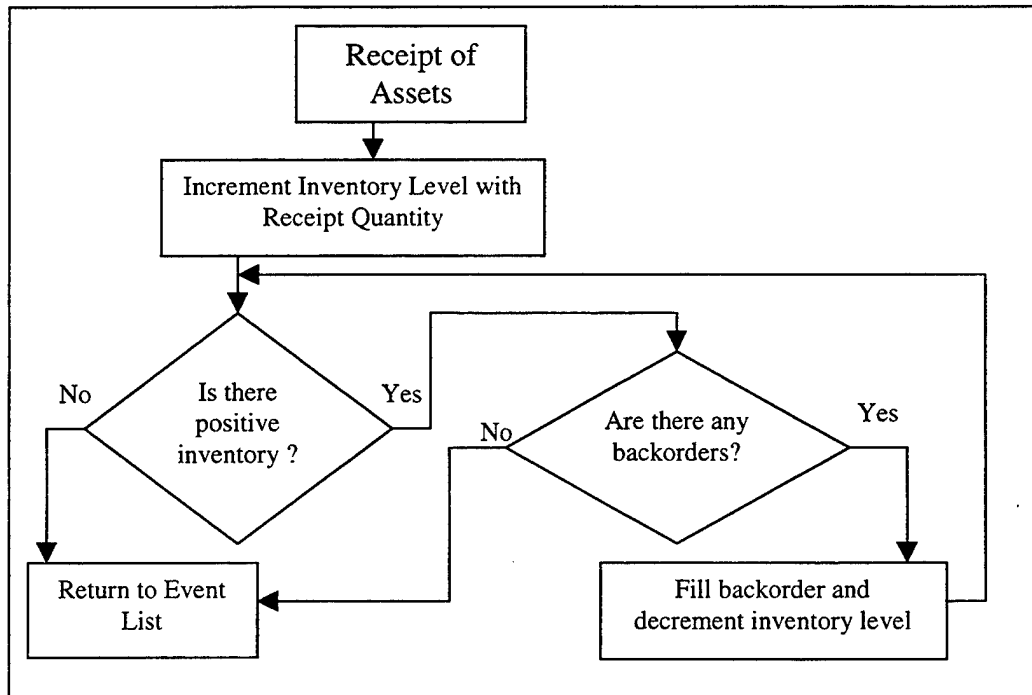 Receipt of
Assets
Increment Inventory Level with
Receipt Quantity
No
Is there
positive
inventory ?
Yes
No
Are there any
backorders?
Yes
Return to Event
List
Fill backorder and
decrement inventory level